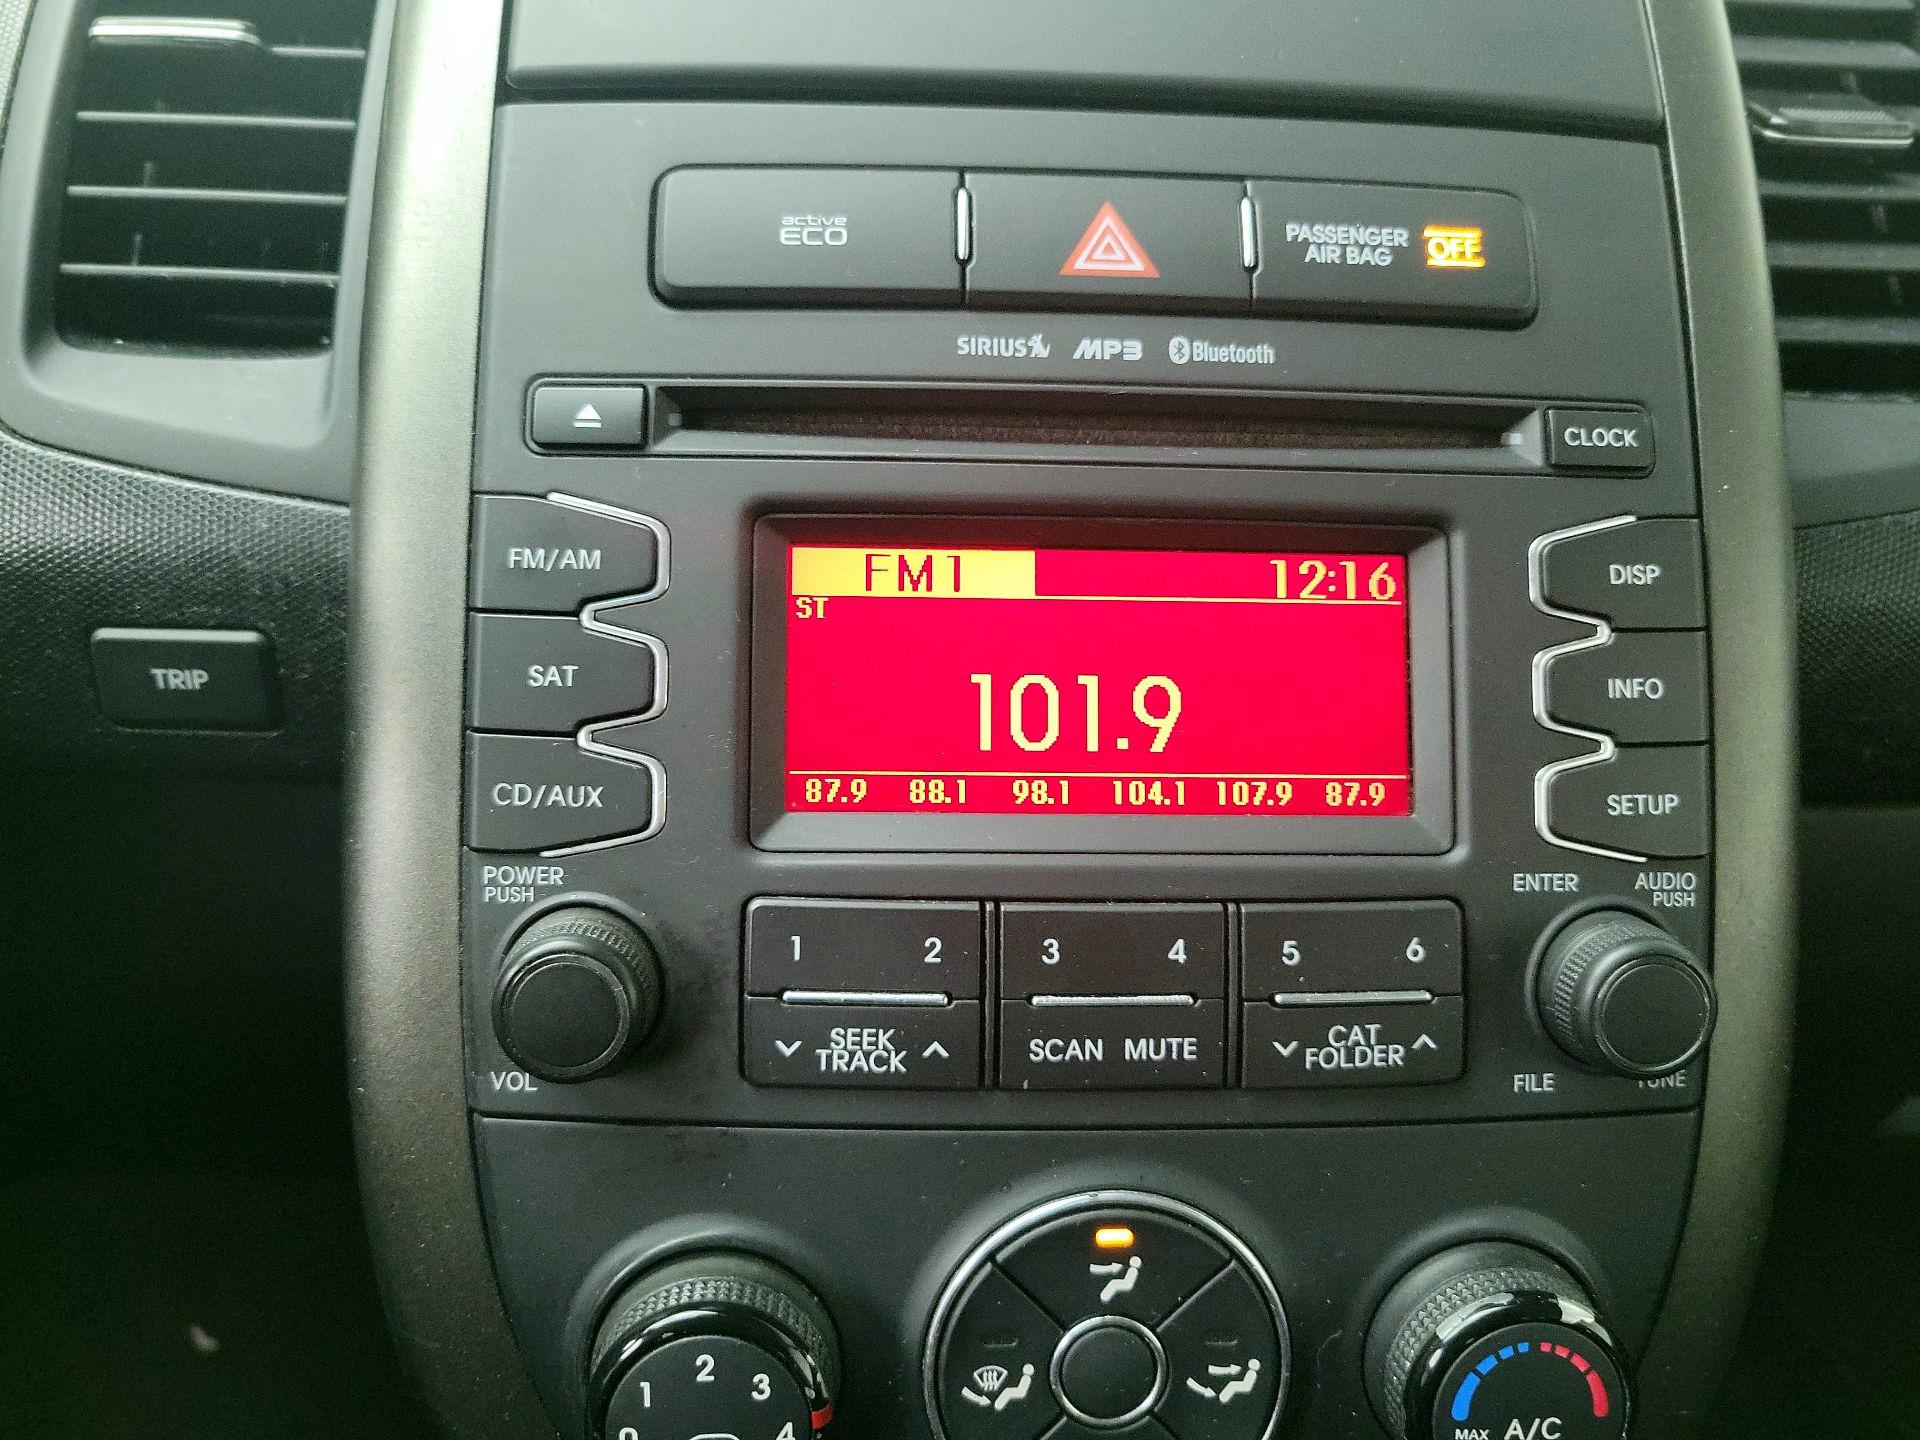 active
ECO
PASSENGER
AIR BAG
OFF
SIRIUS MP3 Bluetooth
CLOCK
FM/AM
SAT
CD/AUX
FM1 12:16
ST
101.9
87.9 88.1 98.1 104.1 107.9 87.9
DISP
INFO
SETUP
TRIP
POWER
PUSH
VOL
1 2 3 4 5 6
SEEK
TRACK
SCAN MUTE
CAT
FOLDER
ENTER
AUDIO
PUSH
FILE
TUNE
0 1 2 3 4
MAX A/C